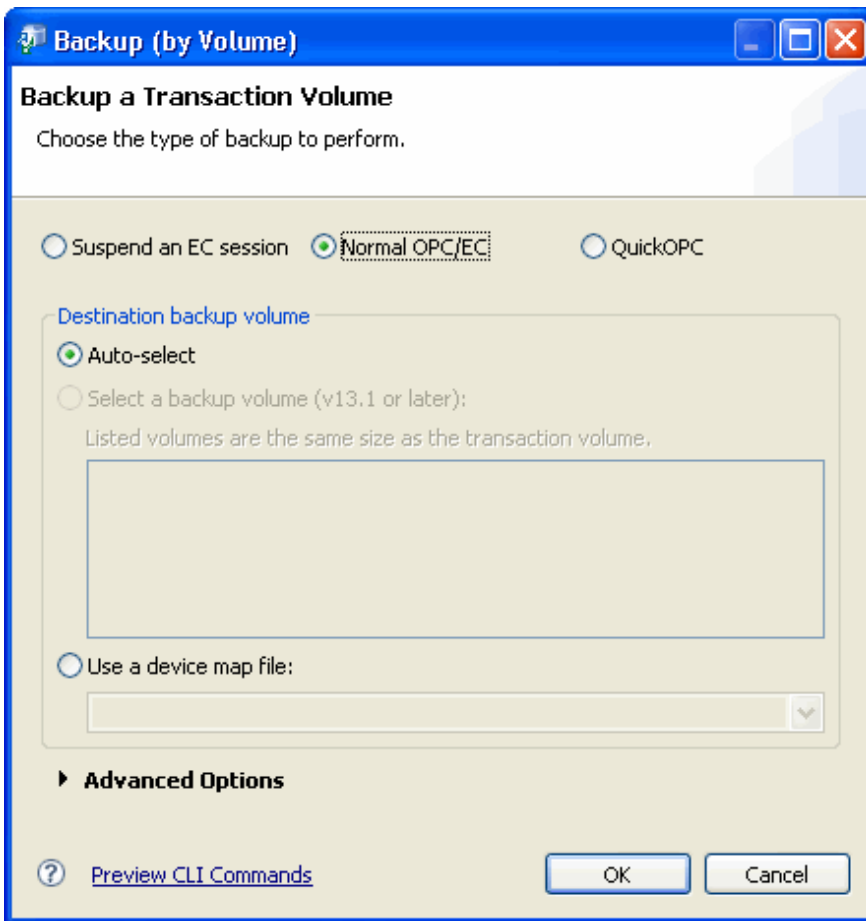 Backup (by Volume)
Backup a Transaction Volume
Choose the type of backup to perform.
Suspend an EC session Normal OPC/EC QuickOPC
Destination backup volume
Auto-select
Select a backup volume (v13.1 or later):
Listed volumes are the same size as the transaction volume.
Use a device map file:
Advanced Options
? Preview CLI Commands OK Cancel